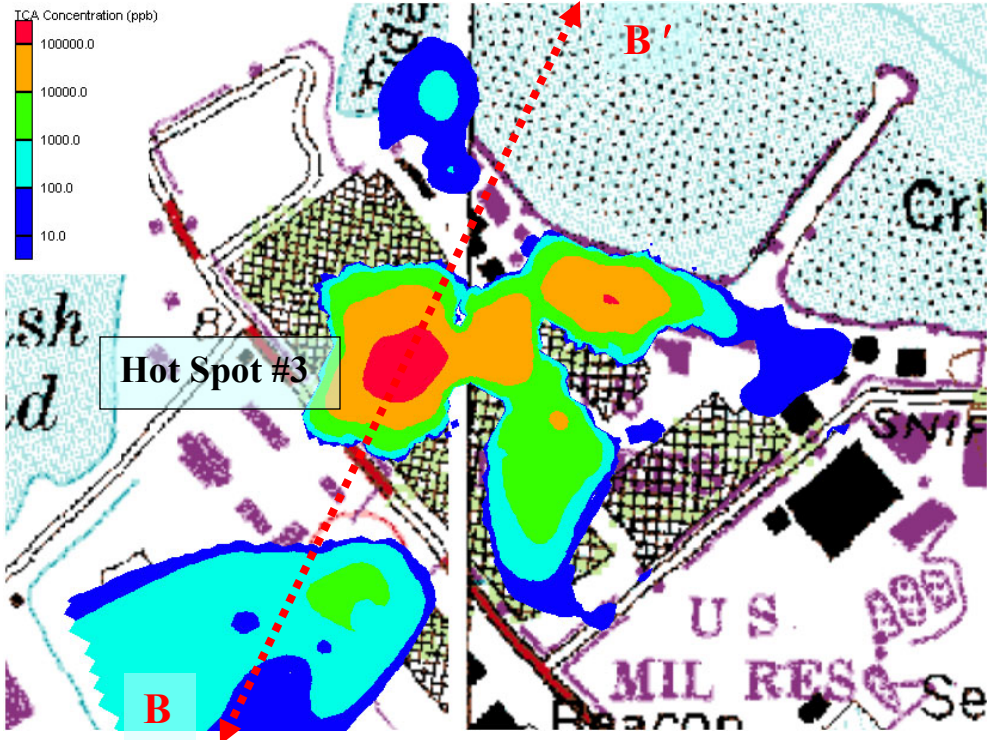 TCA Concentration (ppb)
100000.0
10000.0
1000.0
100.0
10.0
B'
sh
d
8
Hot Spot #3
SNIF
U S
MIL RES
Beacon
Se
B